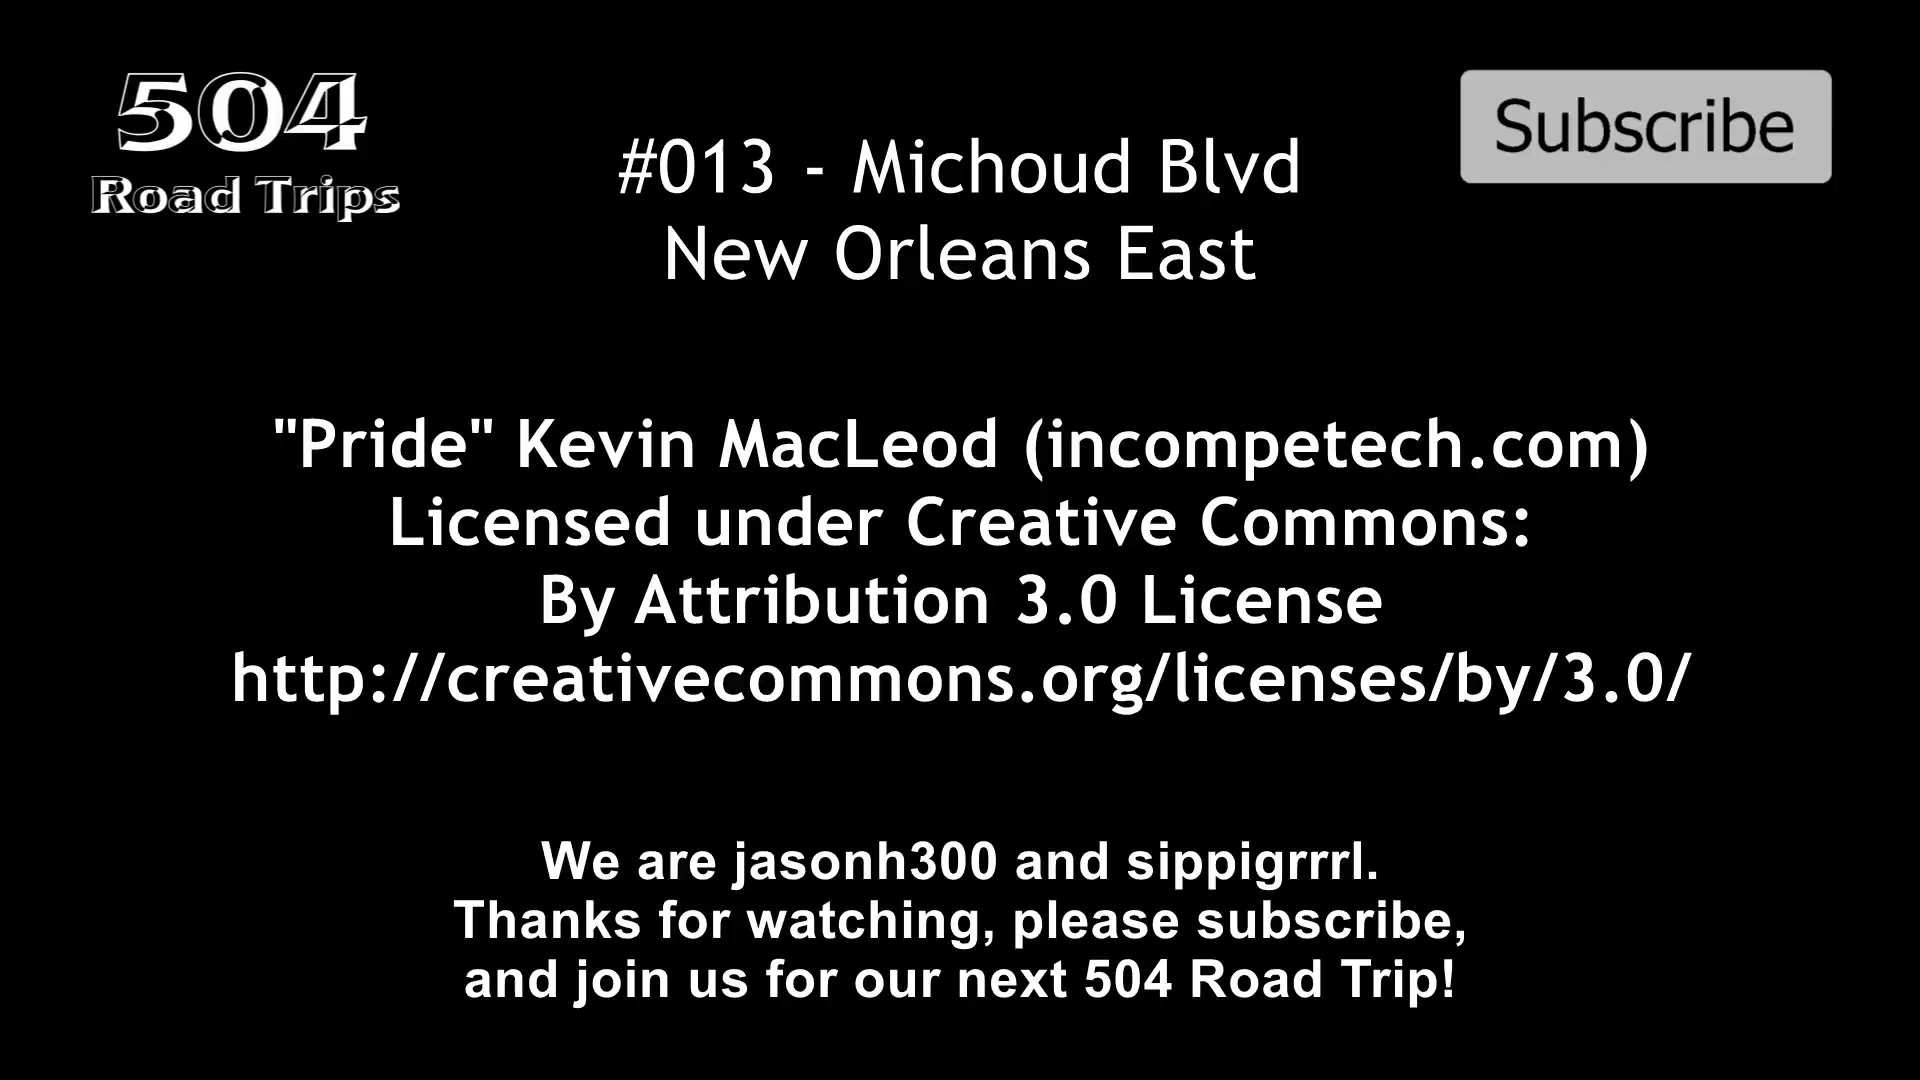 504
Road Trips
Subscribe
#013 - Michoud Blvd
New Orleans East
"Pride" Kevin MacLeod (incompetech.com)
Licensed under Creative Commons:
By Attribution 3.0 License
http://creativecommons.org/licenses/by/3.0/
We are jasonh300 and sippigrrrl.
Thanks for watching, please subscribe,
and join us for our next 504 Road Trip!